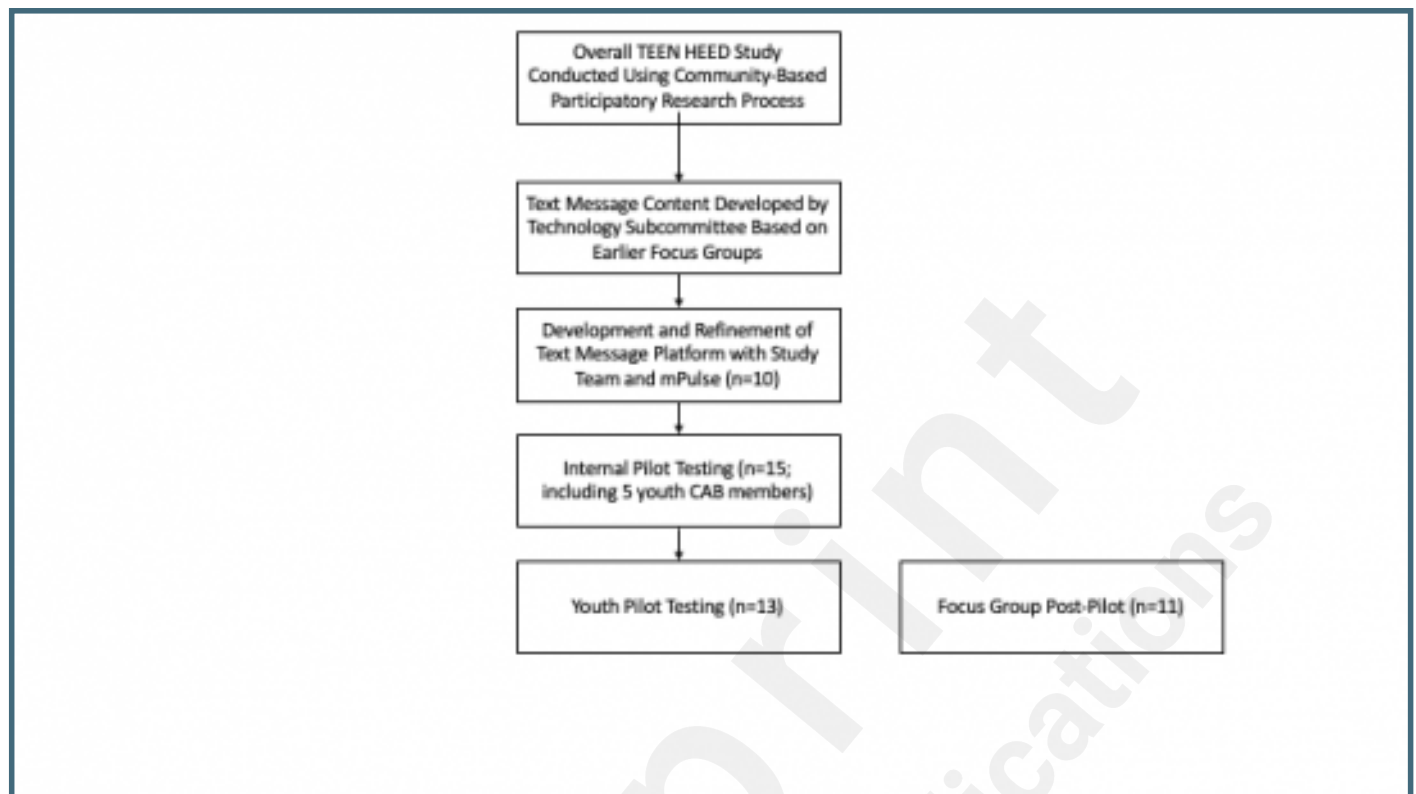 Overall TEEN HEED Study
Conducted Using Community-Based
Participatory Research Process
Text Message Content Developed by
Technology Subcommittee Based on
Earlier Focus Groups
Development and Refinement of
Text Message Platform with Study
Team and mPulse (n=10)
Internal Pilot Testing (n=15;
including 5 youth CAB members)
Youth Pilot Testing (n=13)
Focus Group Post-Pilot (n=11)
print
ications